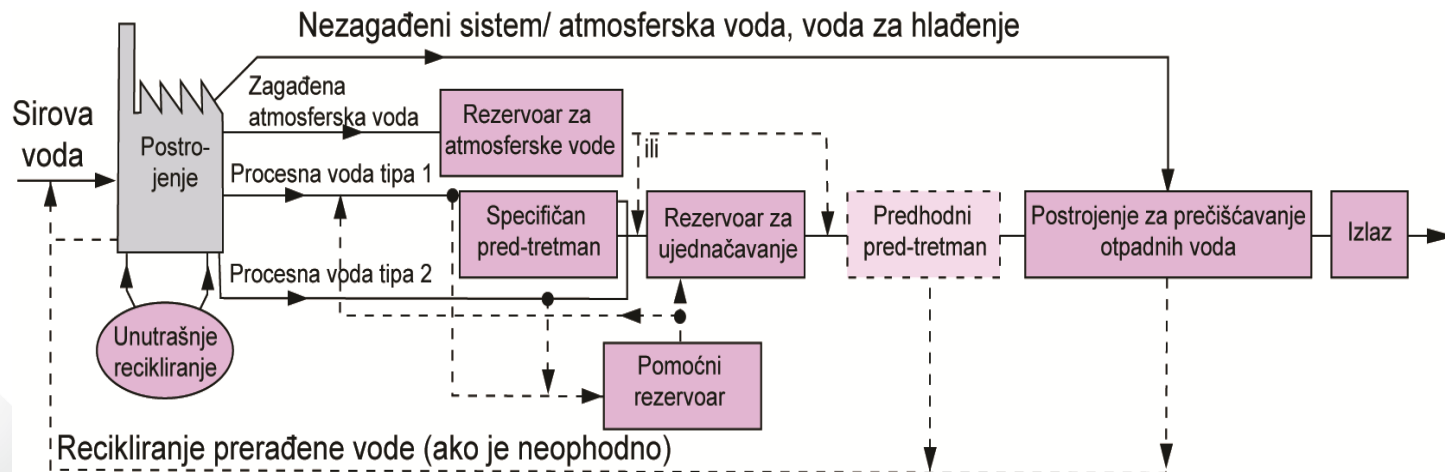 Nezagađeni sistem/ atmosferska voda, voda za hlađenje
Sirova
voda
Postro-
jenje
Zagađena
atmosferska voda
Rezervoar za
atmosferske vode
ili
Procesna voda tipa 1
Specifičan
pred-tretman
Rezervoar za
ujednačavanje
Predhodni
pred-tretman
Postrojenje za prečišćavanje
otpadnih voda
Izlaz
Procesna voda tipa 2
Unutrašnje
recikliranje
Pomoćni
rezervoar
Recikliranje prerađene vode (ako je neophodno)